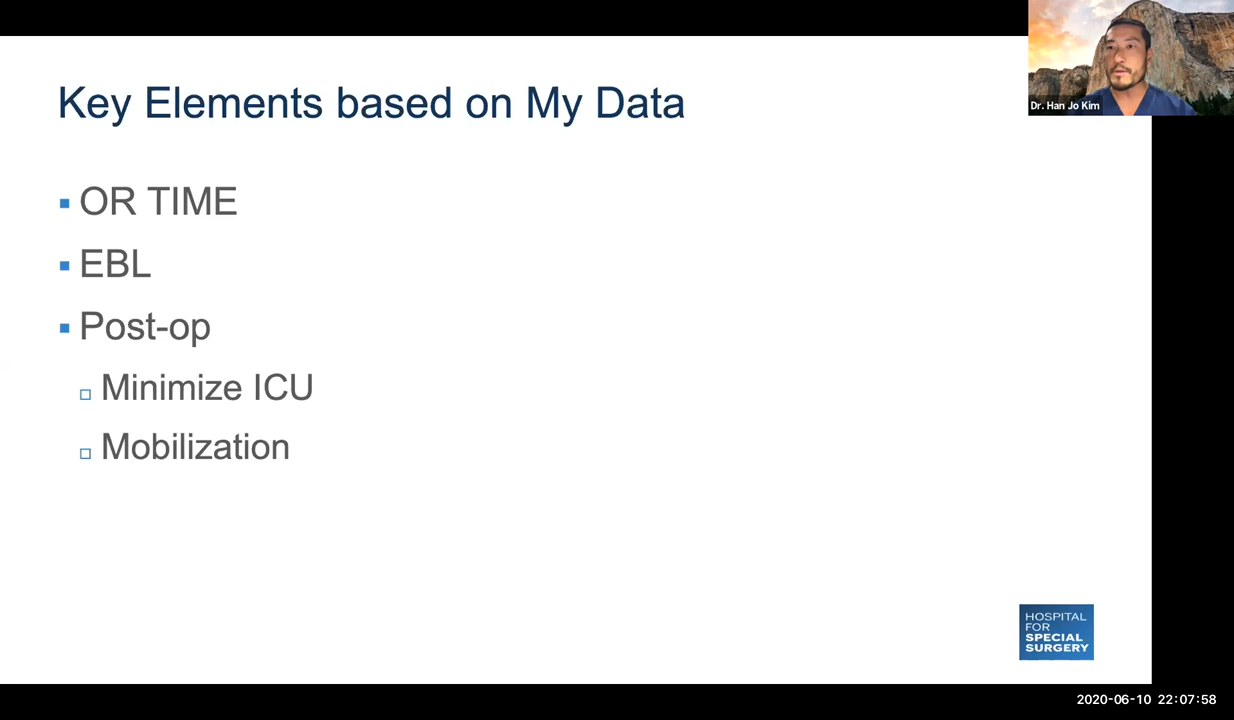 Key Elements based on My Data
Dr. Han Jo Kim
OR TIME
EBL
Post-op
Minimize ICU
Mobilization
HOSPITAL
FOR
SPECIAL
SURGERY
2020-06-10 22:07:58